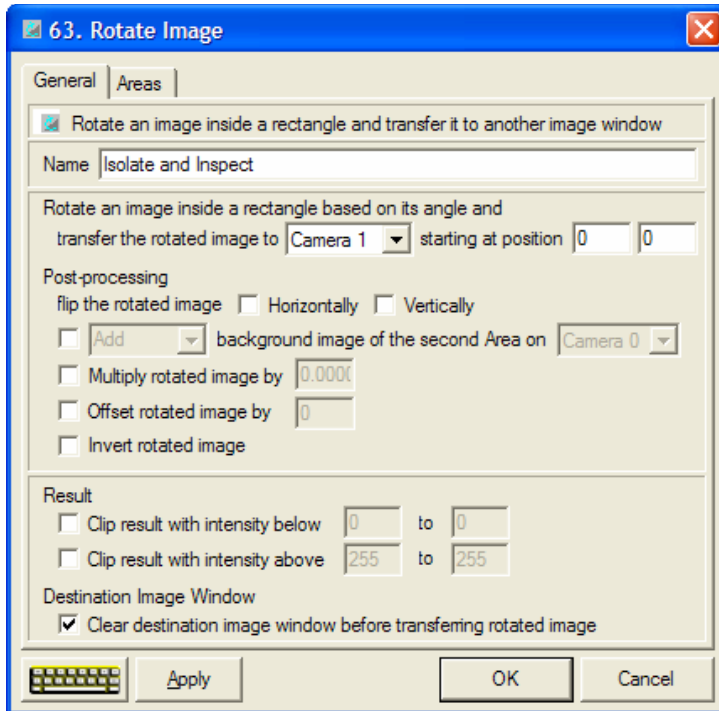 63. Rotate Image
General Areas
Rotate an image inside a rectangle and transfer it to another image window
Name Isolate and Inspect
Rotate an image inside a rectangle based on its angle and
transfer the rotated image to Camera 1 starting at position 0 0
Post-processing
flip the rotated image Horizontally Vertically
Add background image of the second Area on Camera 0
Multiply rotated image by 0.0000
Offset rotated image by 0
Invert rotated image
Result
Clip result with intensity below 0 to 0
Clip result with intensity above 255 to 255
Destination Image Window
Clear destination image window before transferring rotated image
Apply OK Cancel